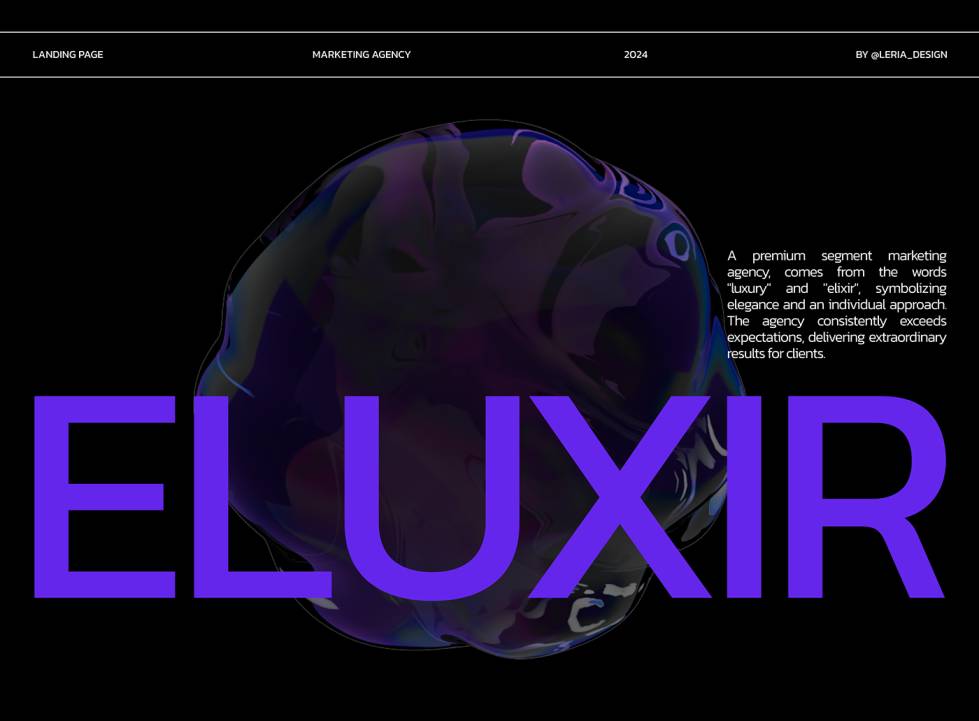 LANDING PAGE
MARKETING AGENCY
2024
BY @LERIA_DESIGN
A premium segment marketing
agency, comes from the words
"luxury" and "elixir", symbolizing
elegance and an individual approach.
The agency consistently exceeds
expectations, delivering extraordinary
results for clients.
ELUXIR